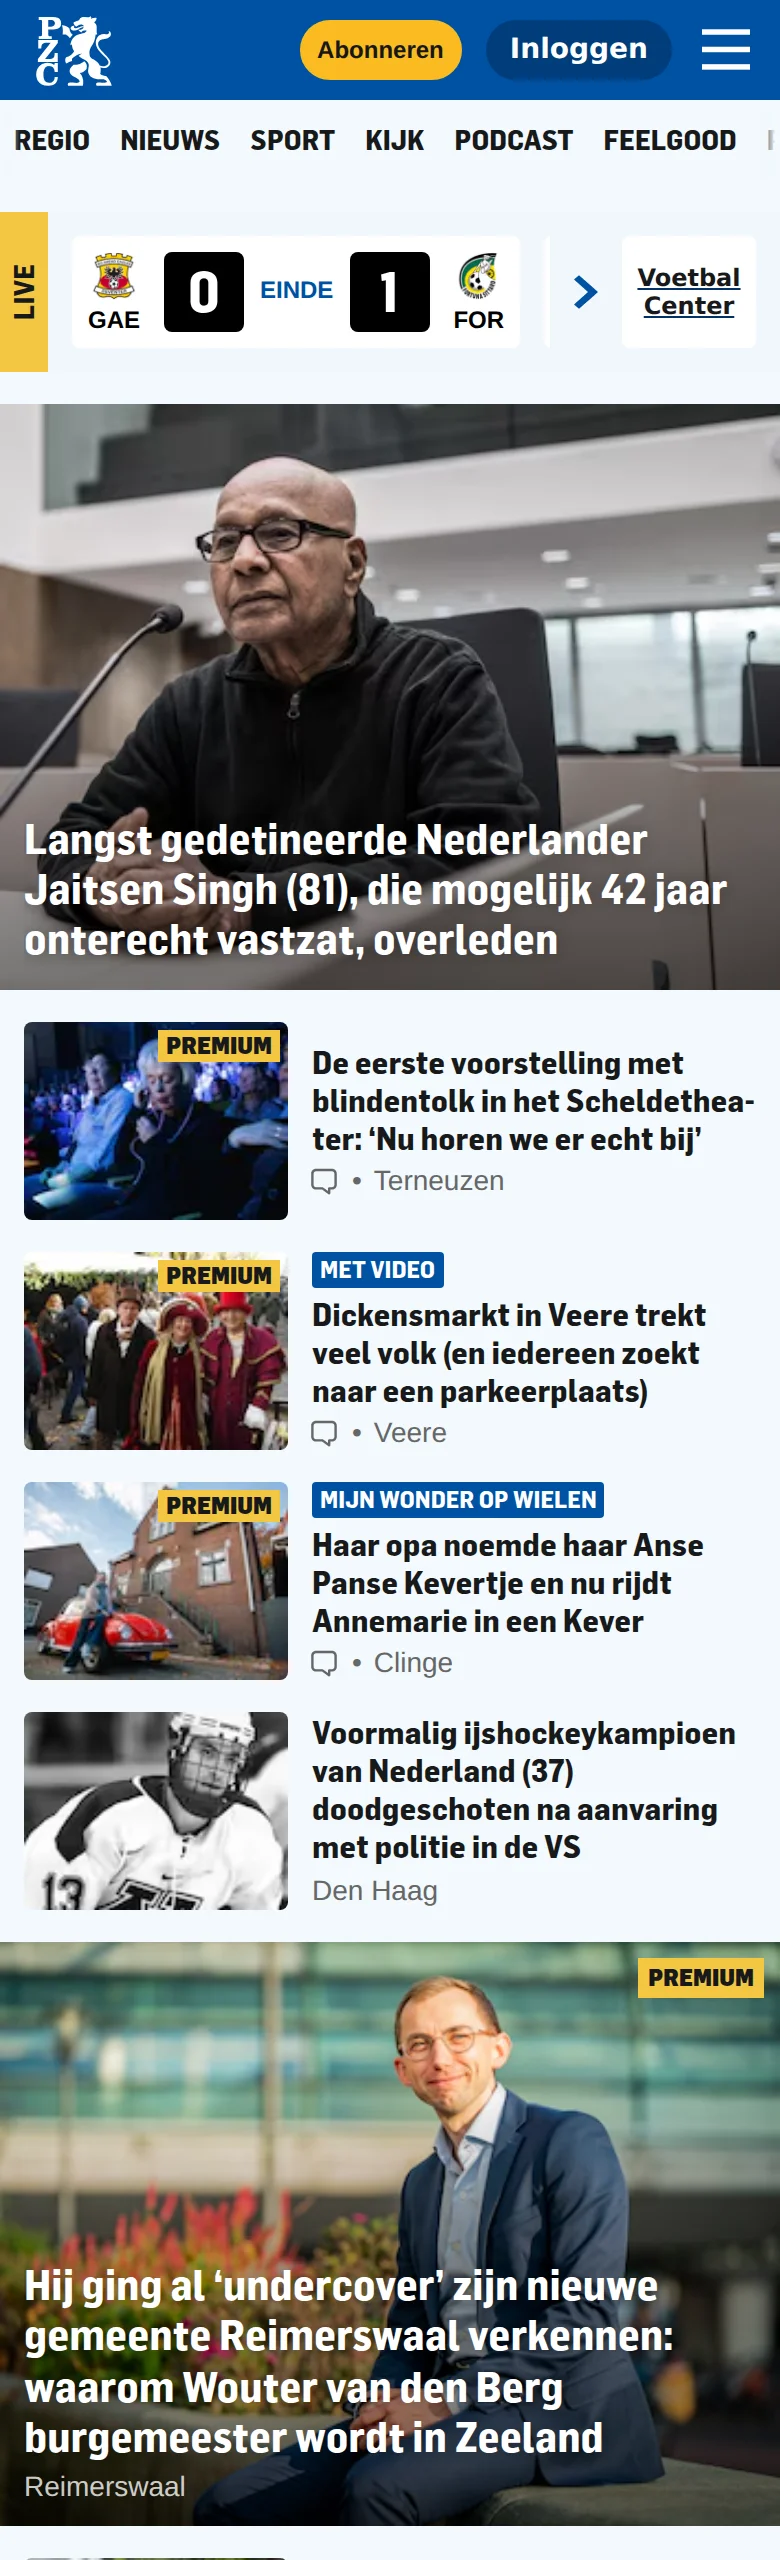 PZC
Abonneren
Inloggen
REGIO NIEUWS SPORT KIJK PODCAST FEELGOOD
LIVE
GAE
0
EINDE
1
FOR
Voetbal
Center
Langst gedetineerde Nederlander
Jaitsen Singh (81), die mogelijk 42 jaar
onterecht vastzat, overleden
PREMIUM
De eerste voorstelling met
blindentolk in het Scheldethea-
ter: ‘Nu horen we er echt bij’
• Terneuzen
PREMIUM
MET VIDEO
Dickensmarkt in Veere trekt
veel volk (en iedereen zoekt
naar een parkeerplaats)
• Veere
PREMIUM
MIJN WONDER OP WIELEN
Haar opa noemde haar Anse
Panse Kevertje en nu rijdt
Annemarie in een Kever
• Clinge
13
Voormalig ijshockeykampioen
van Nederland (37)
doodgeschoten na aanvaring
met politie in de VS
Den Haag
PREMIUM
Hij ging al ‘undercover’ zijn nieuwe
gemeente Reimerswaal verkennen:
waarom Wouter van den Berg
burgemeester wordt in Zeeland
Reimerswaal